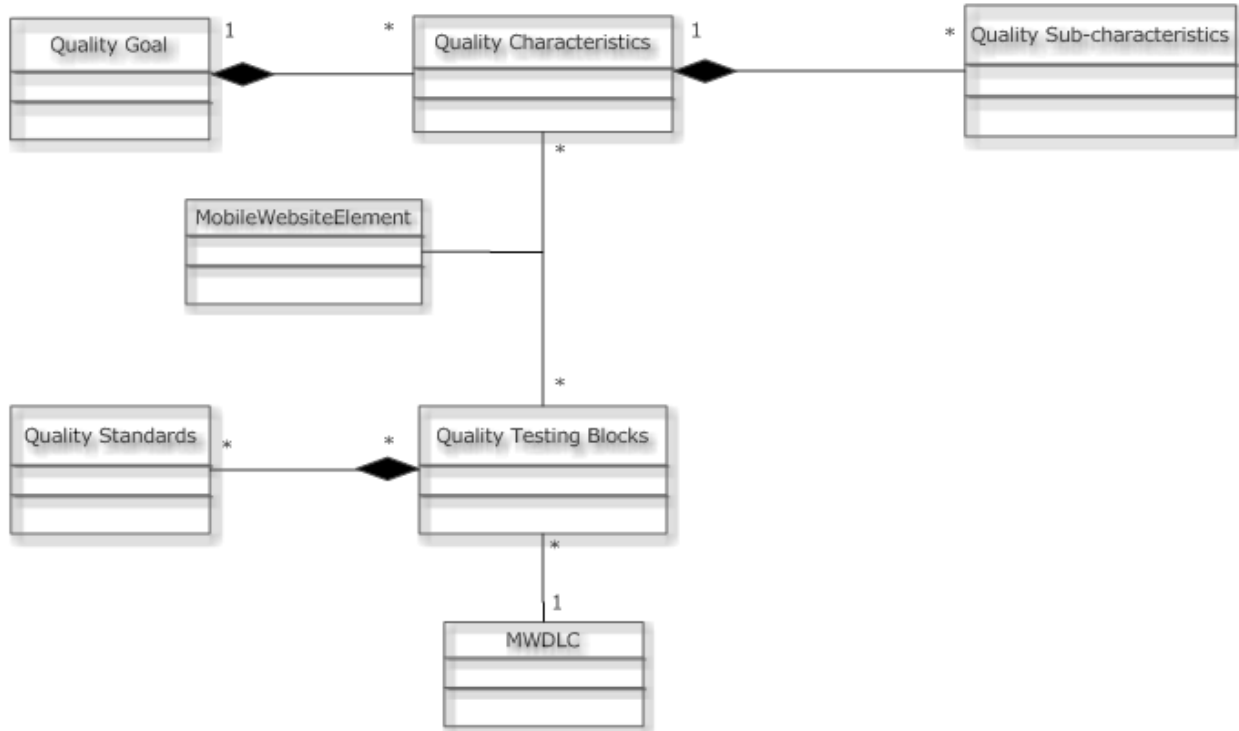 Quality Goal
1
*
Quality Characteristics
1
*
Quality Sub-characteristics
*
MobileWebsiteElement
*
Quality Standards
*
*
Quality Testing Blocks
*
1
MWDLC